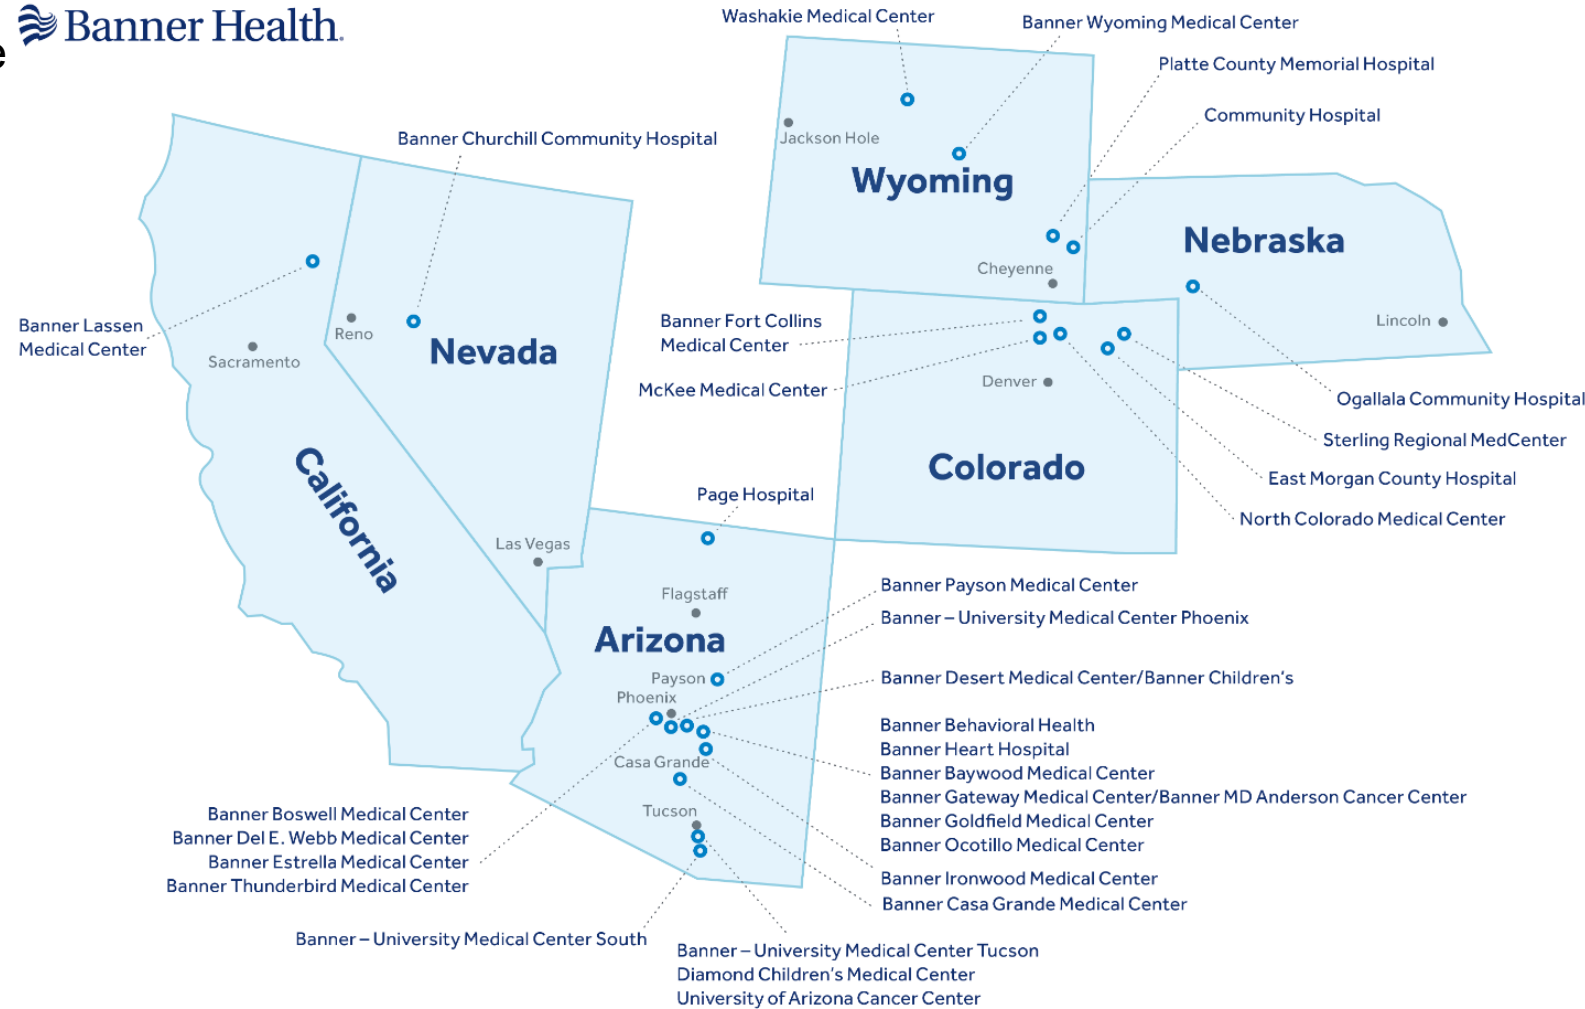 e
Banner Health.
Washakie Medical Center
Banner Wyoming Medical Center
Platte County Memorial Hospital
Community Hospital
Jackson Hole
Wyoming
Cheyenne
Banner Churchill Community Hospital
Nebraska
Lincoln
Banner Lassen
Medical Center
Reno
Sacramento
Nevada
Banner Fort Collins
Medical Center
McKee Medical Center
Denver
Ogallala Community Hospital
Sterling Regional MedCenter
East Morgan County Hospital
North Colorado Medical Center
Colorado
California
Las Vegas
Page Hospital
Flagstaff
Arizona
Payson
Phoenix
Casa Grande
Tucson
Banner Payson Medical Center
Banner – University Medical Center Phoenix
Banner Desert Medical Center/Banner Children's
Banner Behavioral Health
Banner Heart Hospital
Banner Baywood Medical Center
Banner Gateway Medical Center/Banner MD Anderson Cancer Center
Banner Goldfield Medical Center
Banner Ocotillo Medical Center
Banner Ironwood Medical Center
Banner Casa Grande Medical Center
Banner Boswell Medical Center
Banner Del E. Webb Medical Center
Banner Estrella Medical Center
Banner Thunderbird Medical Center
Banner – University Medical Center South
Banner – University Medical Center Tucson
Diamond Children's Medical Center
University of Arizona Cancer Center